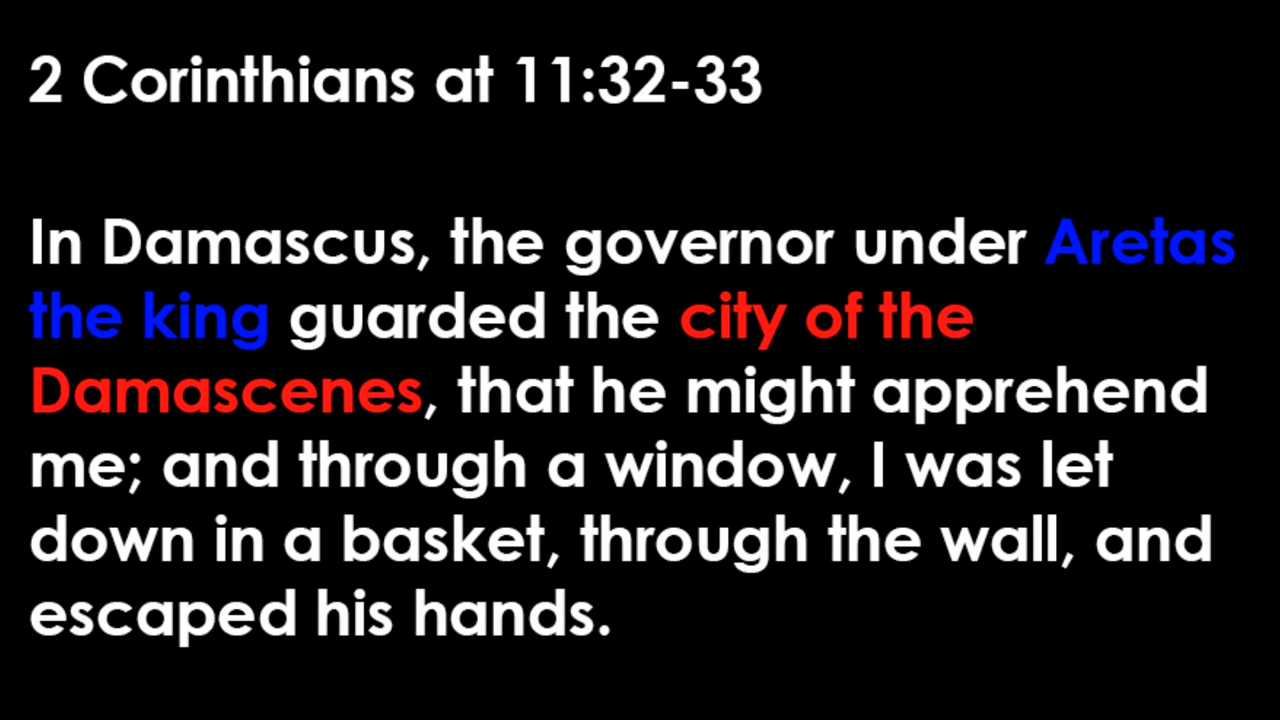 2 Corinthians at 11:32-33
In Damascus, the governor under Aretas
the king guarded the city of the
Damascenes, that he might apprehend
me; and through a window, I was let
down in a basket, through the wall, and
escaped his hands.